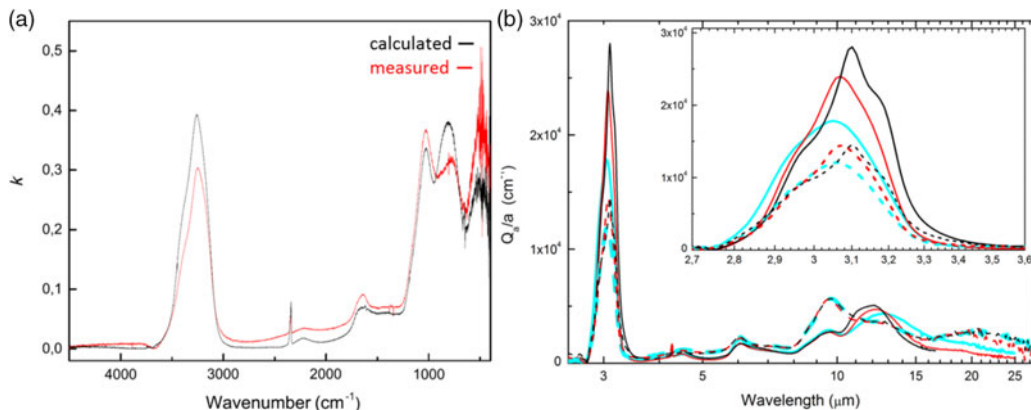 (a)
0,5
0,4
0,3
0,2
0,1
0,0
k
calculated
measured
4000 3000 2000 1000
Wavenumber (cm⁻¹)
(b)
3x10⁴
2x10⁴
1x10⁴
0
Qₐ/a (cm⁻¹)
3x10⁴
2x10⁴
1x10⁴
0
2,7 2,8 2,9 3 3,1 3,2 3,3 3,4 3,5 3,6
3 5 10 15 20 25
Wavelength (μm)